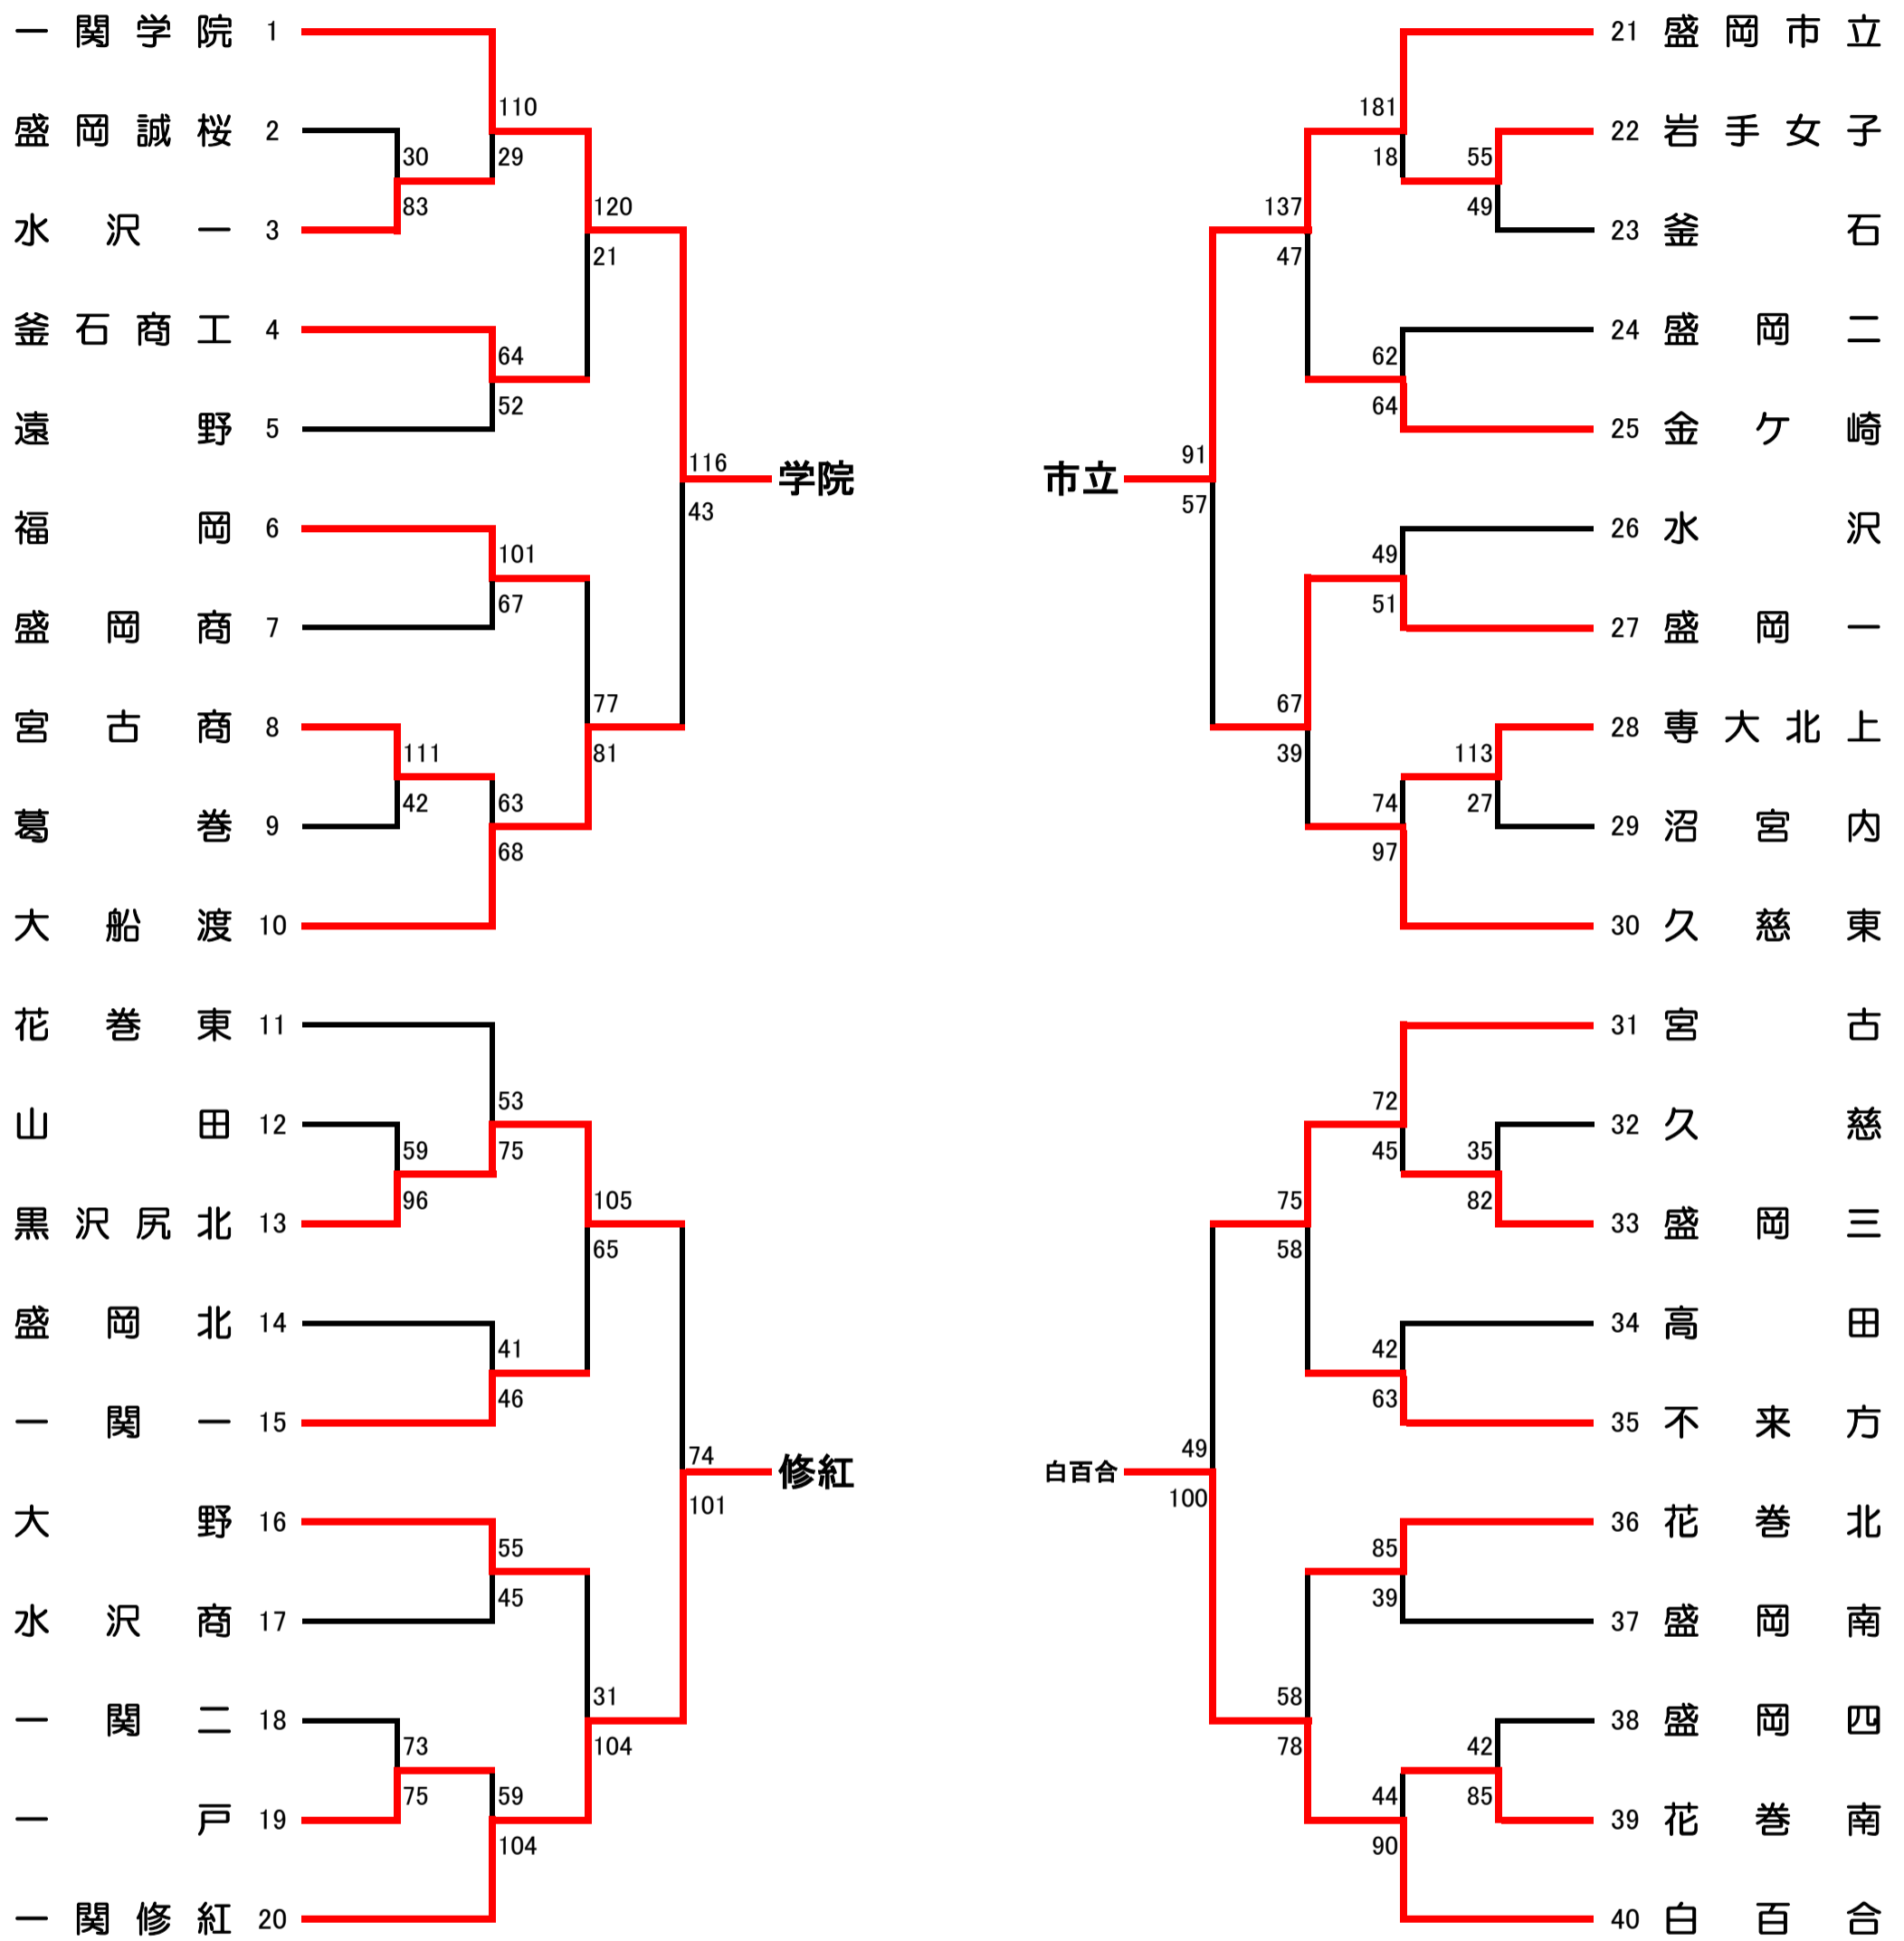 一関学院 1
110
盛岡誠桜 2
30
29
83
水沢一 3
120
21
釜石商工 4
64
52
遠野 5
116
学院
43
福岡 6
101
67
盛岡商 7
77
宮古商 8
111
81
42
63
葛巻 9
68
大船渡 10
花巻東 11
53
山田 12
59
75
96
105
黒沢尻北 13
65
盛岡北 14
41
46
一関一 15
74
修紅
101
大野 16
55
45
水沢商 17
31
一関二 18
73
104
75
59
一戸 19
104
一関修紅 20
21 盛岡市立
181
22 岩手女子
18
55
137
49
23 釜石
47
24 盛岡二
62
64
25 金ケ崎
91
市立
57
26 水沢
49
51
27 盛岡一
67
28 専大北上
39
113
74
27
29 沼宮内
97
30 久慈東
31 宮古
72
32 久慈
45
35
75
82
33 盛岡三
58
34 高田
42
63
35 不来方
49
白百合
100
36 花巻北
85
39
37 盛岡南
58
38 盛岡四
78
42
44
85
39 花巻南
90
40 白百合